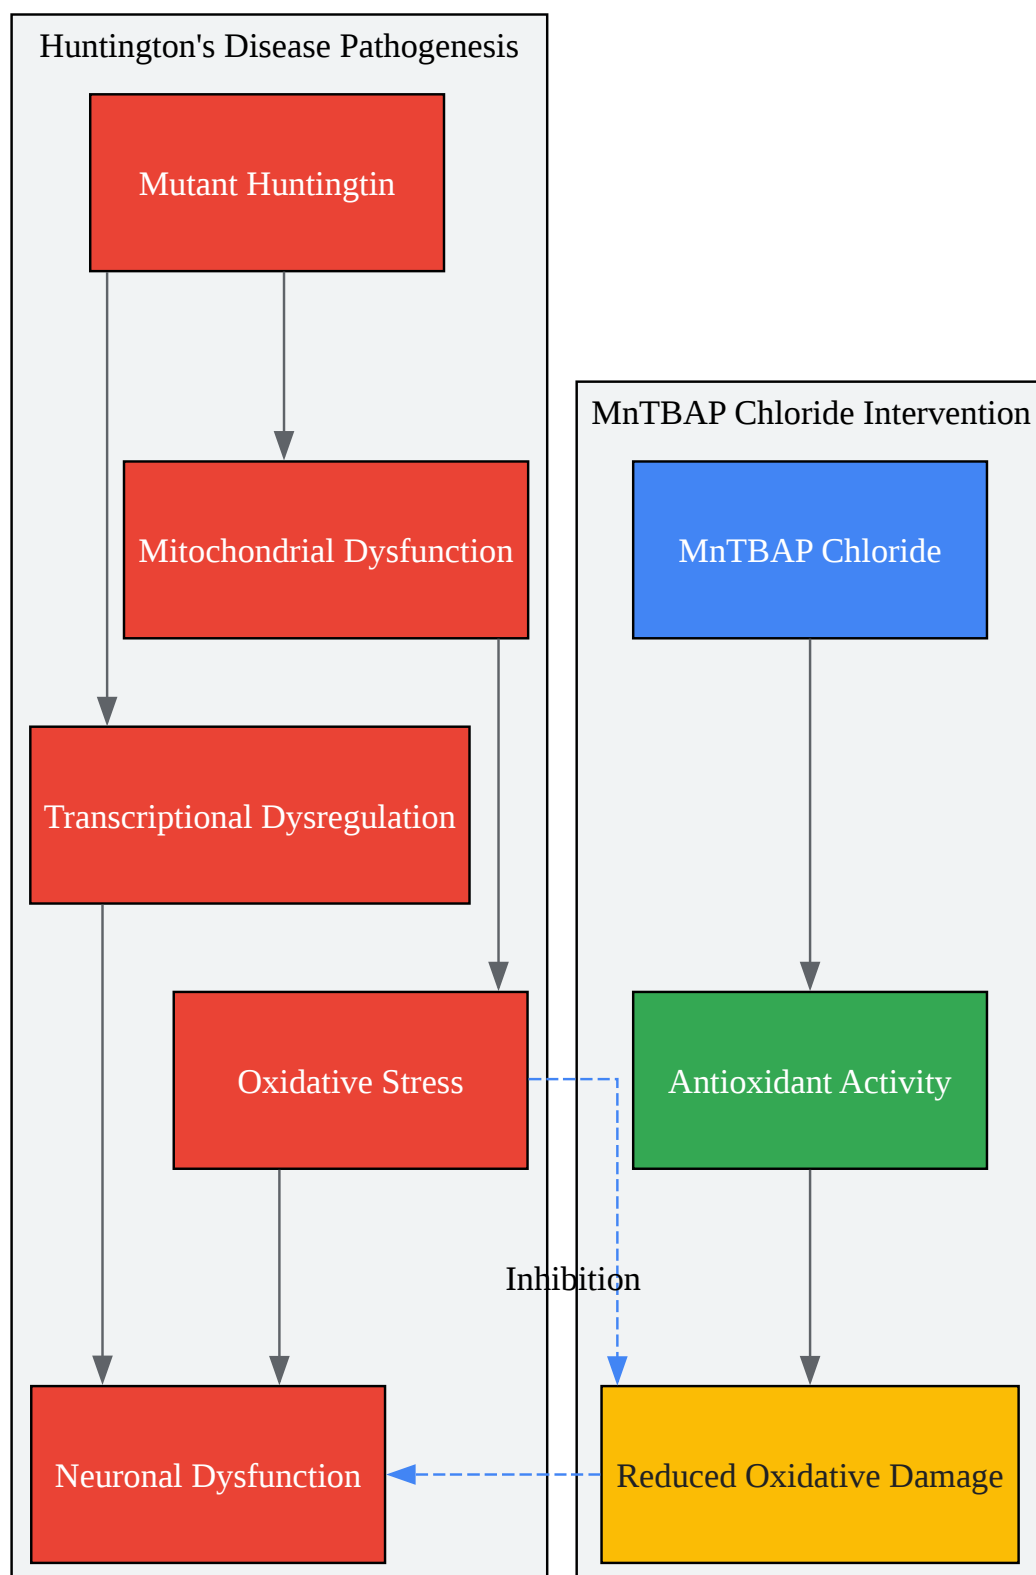 Huntington's Disease Pathogenesis
Mutant Huntingtin
MnTBAP Chloride Intervention
Mitochondrial Dysfunction
MnTBAP Chloride
Transcriptional Dysregulation
Oxidative Stress
Antioxidant Activity
Inhibition
Neuronal Dysfunction
Reduced Oxidative Damage